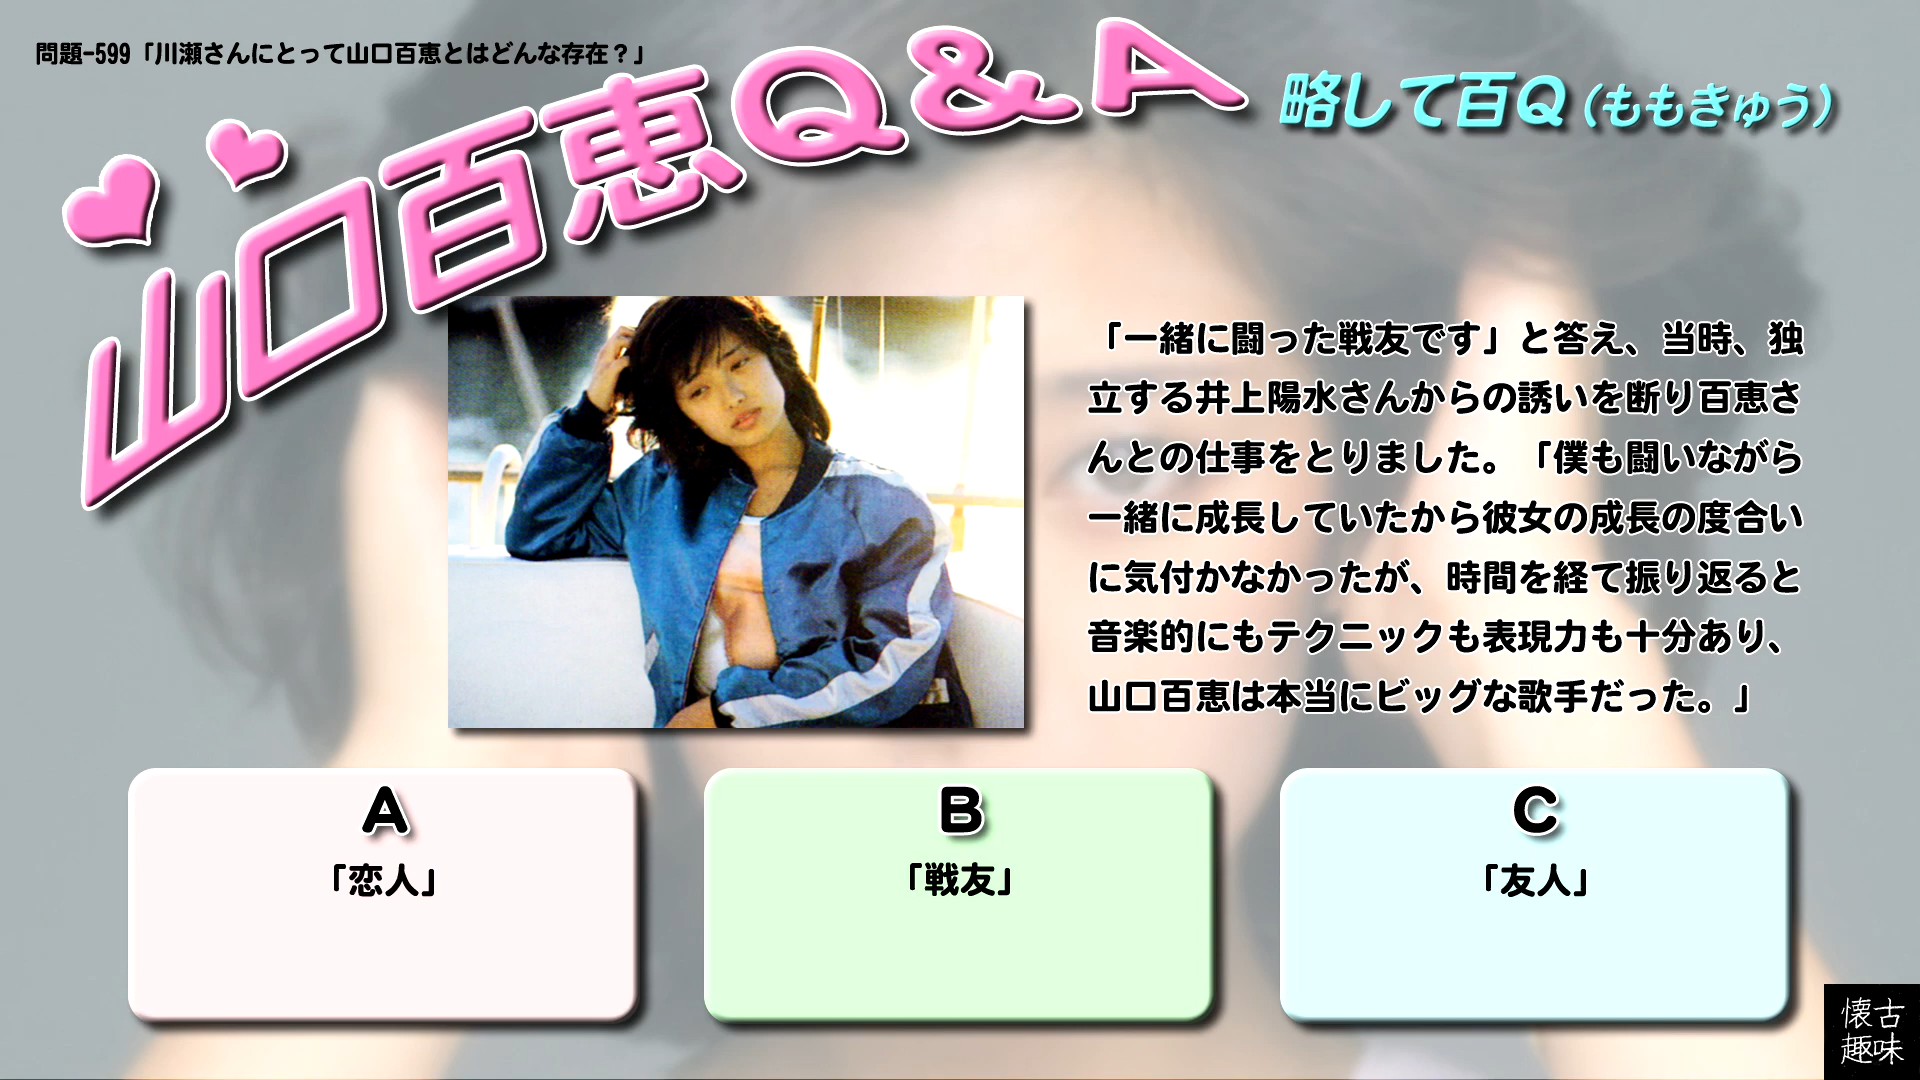 問題-599「川瀬さんにとって山口百恵とはどんな存在？」
山口百恵Q&A
略して百Q（ももきゅう）
「一緒に闘った戦友です」と答え、当時、独
立する井上陽水さんからの誘いを断り百恵さ
んとの仕事をとりました。「僕も闘いながら
一緒に成長していたから彼女の成長の度合い
に気付かなかったが、時間を経て振り返ると
音楽的にもテクニックも表現力も十分あり、
山口百恵は本当にビッグな歌手だった。」
A
「恋人」
B
「戦友」
C
「友人」
懐古
趣味